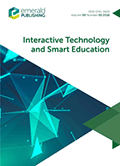 emerald
PUBLISHING
Interactive Technology
and Smart Education